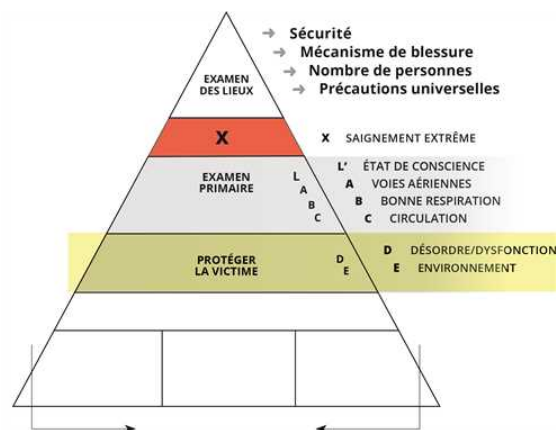 → Sécurité
→ Mécanisme de blessure
→ Nombre de personnes
→ Précautions universelles
EXAMEN
DES LIEUX
X
X SAIGNEMENT EXTRÊME
EXAMEN
PRIMAIRE
L
A
B
C
L' ÉTAT DE CONSCIENCE
A VOIES AÉRIENNES
B BONNE RESPIRATION
C CIRCULATION
PROTÉGER
LA VICTIME
D
E
D DÉSORDRE/DYSFONCTION
E ENVIRONNEMENT